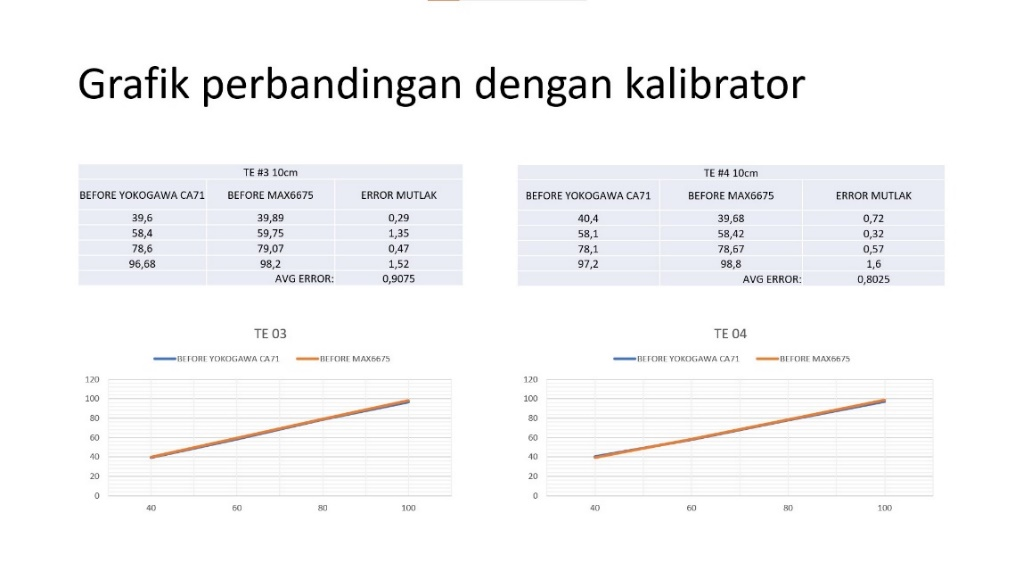 Grafik perbandingan dengan kalibrator
TE #3 10cm
BEFORE YOKOGAWA CA71 BEFORE MAX6675 ERROR MUTLAK
39,6 39,89 0,29
58,4 59,75 1,35
78,6 79,07 0,47
96,68 98,2 1,52
AVG ERROR: 0,9075
TE #4 10cm
BEFORE YOKOGAWA CA71 BEFORE MAX6675 ERROR MUTLAK
40,4 39,68 0,72
58,1 58,42 0,32
78,1 78,67 0,57
97,2 98,8 1,6
AVG ERROR: 0,8025
TE 03
BEFORE YOKOGAWA CA71 BEFORE MAX6675
120
100
80
60
40
20
0
40 60 80 100
TE 04
BEFORE YOKOGAWA CA71 BEFORE MAX6675
120
100
80
60
40
20
0
40 60 80 100